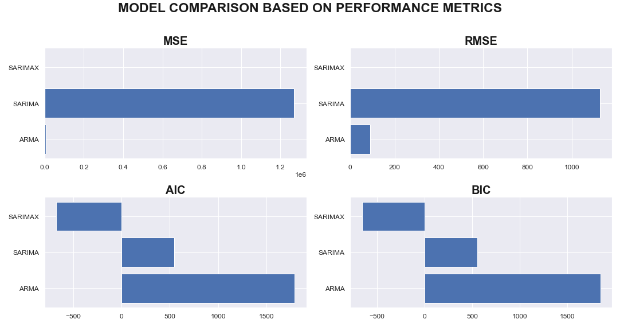 MODEL COMPARISON BASED ON PERFORMANCE METRICS
MSE
SARIMAX
SARIMA
ARMA
0.0 0.2 0.4 0.6 0.8 1.0 1.2
1e6
RMSE
SARIMAX
SARIMA
ARMA
0 200 400 600 800 1000
AIC
SARIMAX
SARIMA
ARMA
−500 0 500 1000 1500
BIC
SARIMAX
SARIMA
ARMA
−500 0 500 1000 1500